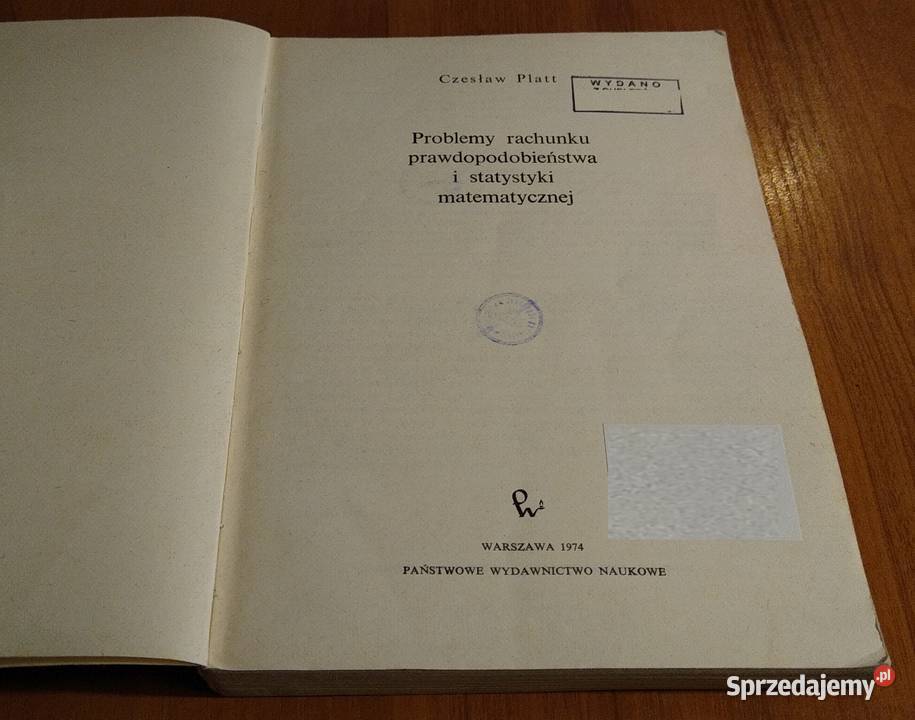 Czesław Platt
WYDANO
Problemy rachunku
prawdopodobieństwa
i statystyki
matematycznej
WARSZAWA 1974
PAŃSTWOWE WYDAWNICTWO NAUKOWE
Sprzedajemy.pl